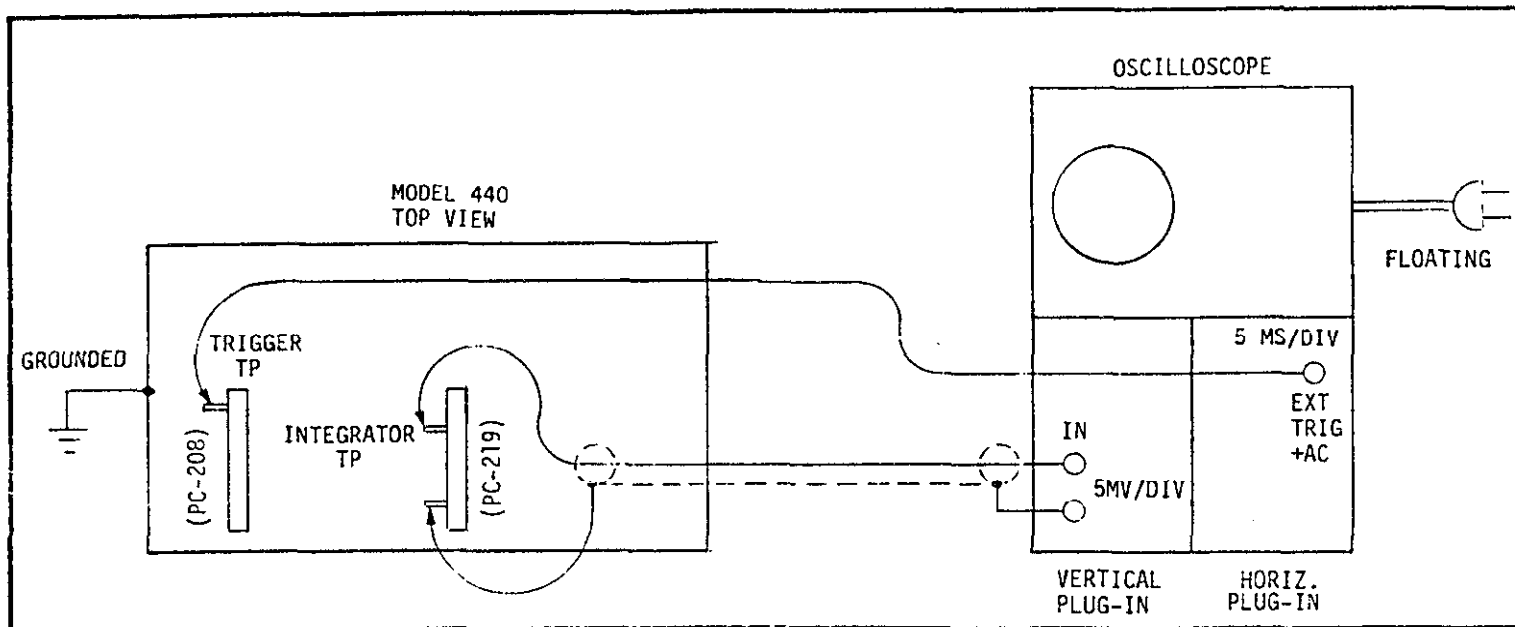 OSCILLOSCOPE
MODEL 440
TOP VIEW
FLOATING
GROUNDED
TRIGGER
TP
(PC-208)
INTEGRATOR
TP
(PC-219)
5 MS/DIV
EXT
TRIG
+AC
IN
5MV/DIV
VERTICAL
PLUG-IN
HORIZ.
PLUG-IN